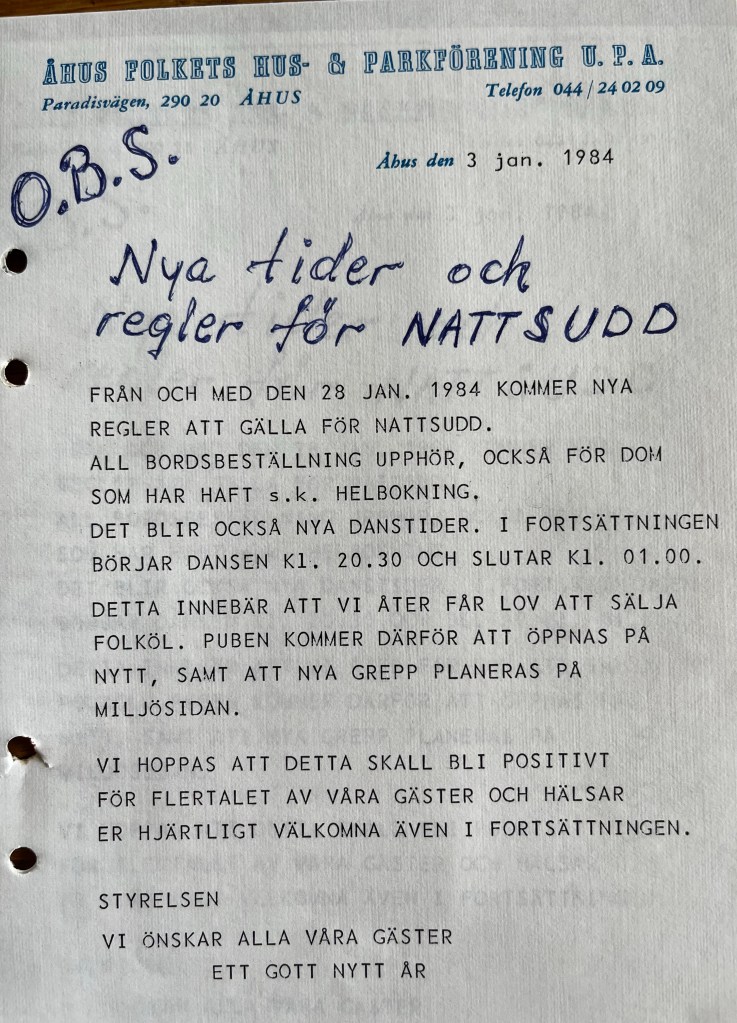 ÅHUS FOLKETS HUS- & PARKFÖRENING U. P. A.
Paradisvägen, 290 20 ÅHUS
Telefon 044 / 24 02 09
O.B.S.
Åhus den 3 jan. 1984
Nya tider och
regler för NATTSUDD
FRÅN OCH MED DEN 28 JAN. 1984 KOMMER NYA
REGLER ATT GÄLLA FÖR NATTSUDD.
ALL BORDSBESTÄLLNING UPPHÖR, OCKSÅ FÖR DOM
SOM HAR HAFT s.k. HELBOKNING.
DET BLIR OCKSÅ NYA DANSTIDER. I FORTSÄTTNINGEN
BÖRJAR DANSEN Kl. 20.30 OCH SLUTAR Kl. 01.00.
DETTA INNEBÄR ATT VI ÅTER FÅR LOV ATT SÄLJA
FOLKÖL. PUBEN KOMMER DÄRFÖR ATT ÖPPNAS PÅ
NYTT, SAMT ATT NYA GREPP PLANERAS PÅ
MILJÖSIDAN.
VI HOPPAS ATT DETTA SKALL BLI POSITIVT
FÖR FLERTALET AV VÅRA GÄSTER OCH HÄLSAR
ER HJÄRTLIGT VÄLKOMNA ÄVEN I FORTSÄTTNINGEN.
STYRELSEN
VI ÖNSKAR ALLA VÅRA GÄSTER
ETT GOTT NYTT ÅR